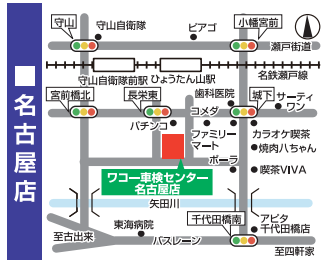 ■名古屋店
守山
守山自衛隊
ピアゴ
小幡宮前
瀬戸街道
名鉄瀬戸線
守山自衛隊前駅
ひょうたん山駅
宮前橋北
長栄東
歯科医院
城下
サーティ
ワン
コメダ
パチンコ
ファミリー
マート
カラオケ喫茶
焼肉八ちゃん
ポーラ
喫茶VIVA
ワコー車検センター
名古屋店
矢田川
千代田橋南
アピタ
千代田橋店
東海病院
至古出来
バスレーン
至四軒家